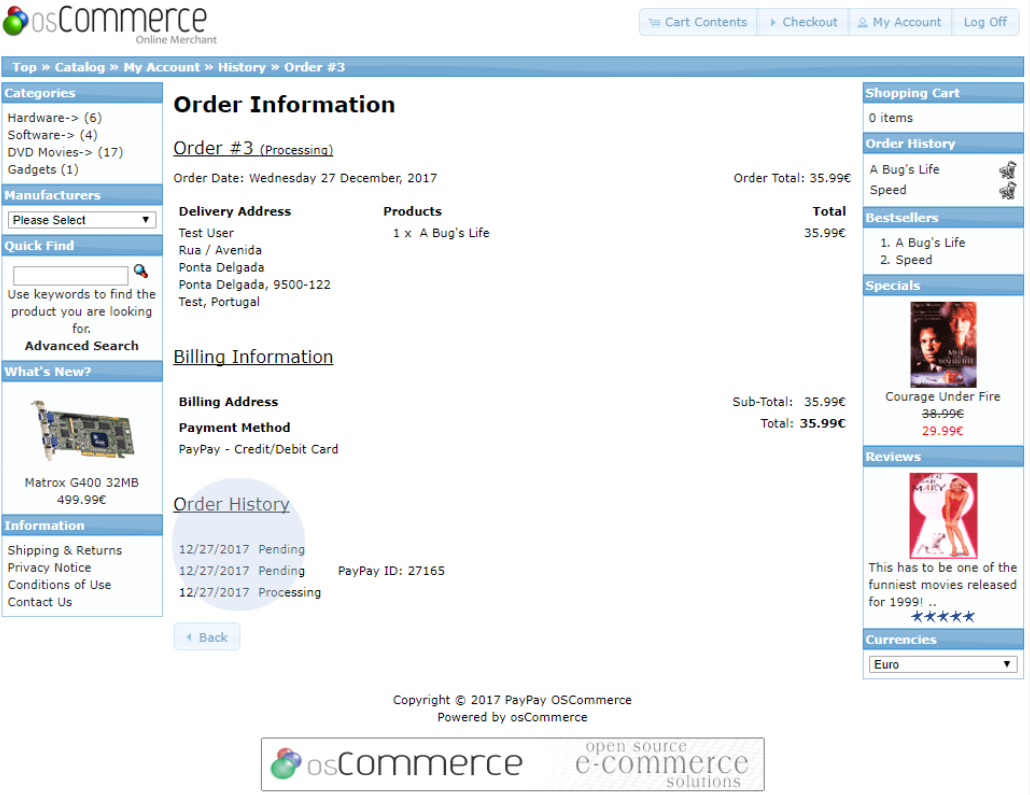 osCommerce
Online Merchant
Cart Contents
Checkout
My Account
Log Off
Top » Catalog » My Account » History » Order #3
Categories
Hardware-> (6)
Software-> (4)
DVD Movies-> (17)
Gadgets (1)
Manufacturers
Please Select
Quick Find
Use keywords to find the
product you are looking
for.
Advanced Search
What's New?
Matrox G400 32MB
499.99€
Information
Shipping & Returns
Privacy Notice
Conditions of Use
Contact Us
Order Information
Order #3 (Processing)
Order Date: Wednesday 27 December, 2017
Order Total: 35.99€
Delivery Address
Test User
Rua / Avenida
Ponta Delgada
Ponta Delgada, 9500-122
Test, Portugal
Products
Total
1 x A Bug's Life
35.99€
Billing Information
Billing Address
Payment Method
PayPay - Credit/Debit Card
Sub-Total: 35.99€
Total: 35.99€
Order History
12/27/2017 Pending
12/27/2017 Pending PayPay ID: 27165
12/27/2017 Processing
Back
Shopping Cart
0 items
Order History
A Bug's Life
Speed
Bestsellers
1. A Bug's Life
2. Speed
Specials
Courage Under Fire
38.99€
29.99€
Reviews
MARY
This has to be one of the
funniest movies released
for 1999! ..
Currencies
Euro
Copyright © 2017 PayPay OSCommerce
Powered by osCommerce
osCommerce
open source
e-commerce
solutions